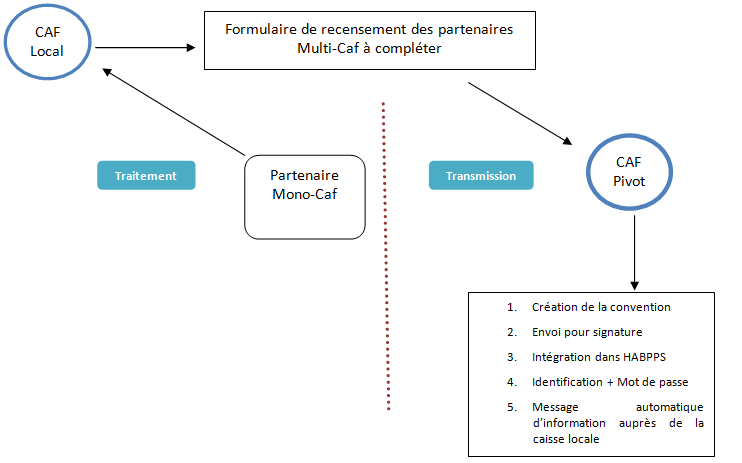 CAF
Local
Formulaire de recensement des partenaires
Multi-Caf à compléter
Traitement
Partenaire
Mono-Caf
Transmission
CAF
Pivot
1. Création de la convention
2. Envoi pour signature
3. Intégration dans HABPPS
4. Identification + Mot de passe
5. Message automatique
d’information auprès de la
caisse locale